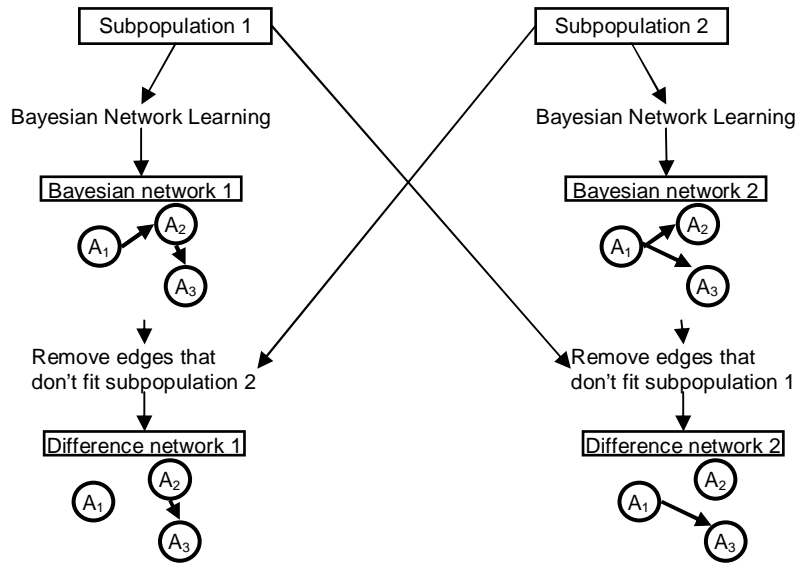 Subpopulation 1
Subpopulation 2
Bayesian Network Learning
Bayesian Network Learning
Bayesian network 1
Bayesian network 2
A₂
A₁
A₃
A₂
A₁
A₃
Remove edges that
don’t fit subpopulation 2
Remove edges that
don’t fit subpopulation 1
Difference network 1
Difference network 2
A₂
A₁
A₃
A₂
A₁
A₃